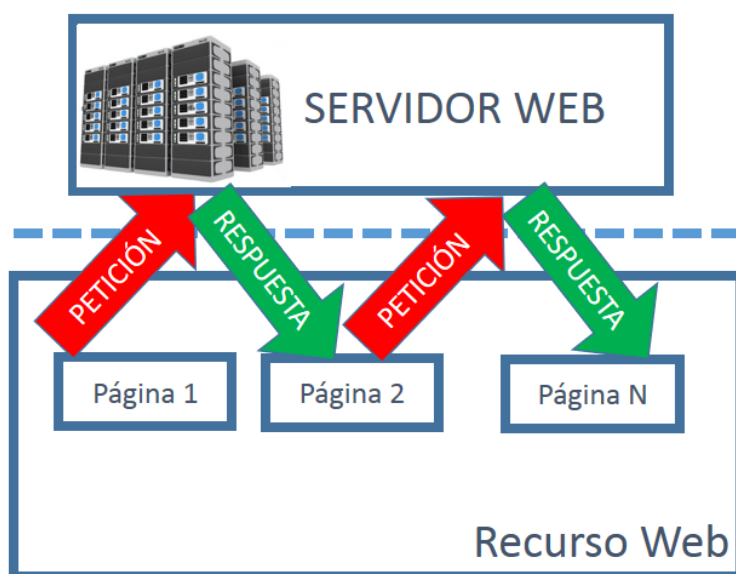 SERVIDOR WEB
PETICIÓN
RESPUESTA
PETICIÓN
RESPUESTA
Página 1
Página 2
Página N
Recurso Web